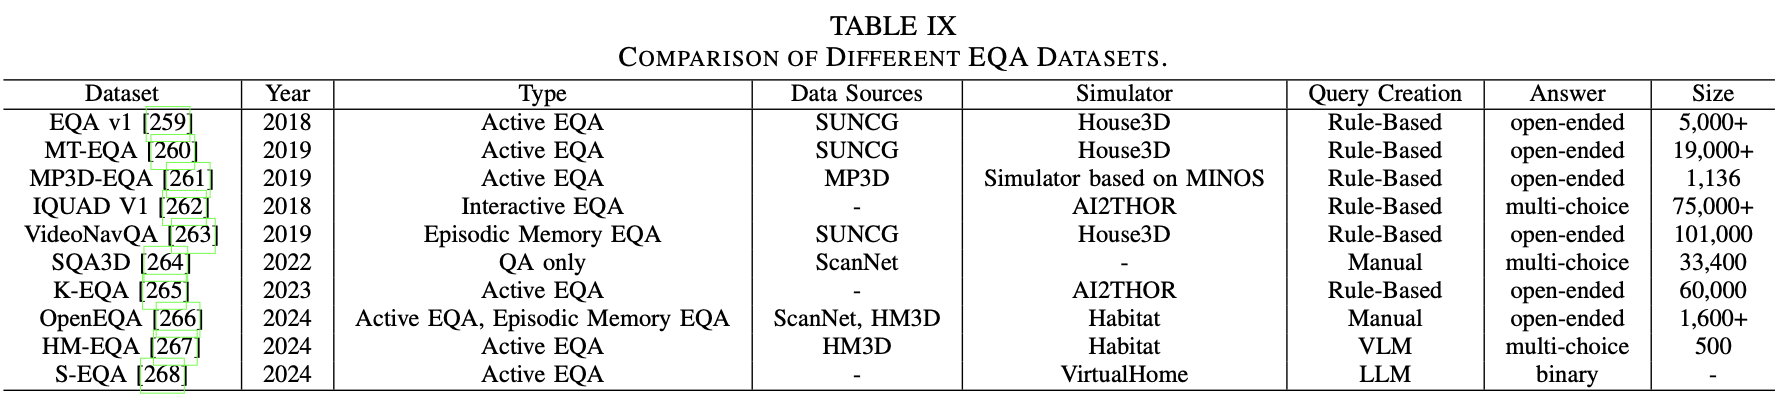 TABLE IX
COMPARISON OF DIFFERENT EQA DATASETS.
Dataset Year Type Data Sources Simulator Query Creation Answer Size
EQA v1 [259] 2018 Active EQA SUNCG House3D Rule-Based open-ended 5,000+
MT-EQA [260] 2019 Active EQA SUNCG House3D Rule-Based open-ended 19,000+
MP3D-EQA [261] 2019 Active EQA MP3D Simulator based on MINOS Rule-Based open-ended 1,136
IQUAD V1 [262] 2018 Interactive EQA - AI2THOR Rule-Based multi-choice 75,000+
VideoNavQA [263] 2019 Episodic Memory EQA SUNCG House3D Rule-Based open-ended 101,000
SQA3D [264] 2022 QA only ScanNet - Manual multi-choice 33,400
K-EQA [265] 2023 Active EQA - AI2THOR Rule-Based open-ended 60,000
OpenEQA [266] 2024 Active EQA, Episodic Memory EQA ScanNet, HM3D Habitat Manual open-ended 1,600+
HM-EQA [267] 2024 Active EQA HM3D Habitat VLM multi-choice 500
S-EQA [268] 2024 Active EQA - VirtualHome LLM binary -